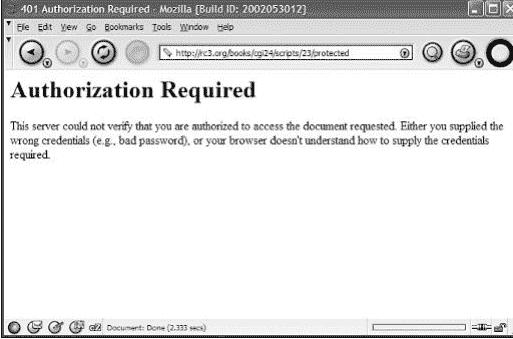 401 Authorization Required - Mozilla {Build ID: 2002053012}
File Edit View Go Bookmarks Tools Window Help
http://rc3.org/books/cgi24/scripts/23/protected
Authorization Required
This server could not verify that you are authorized to access the document requested. Either you supplied the
wrong credentials (e.g., bad password), or your browser doesn't understand how to supply the credentials
required.
Document: Done (2.333 secs)